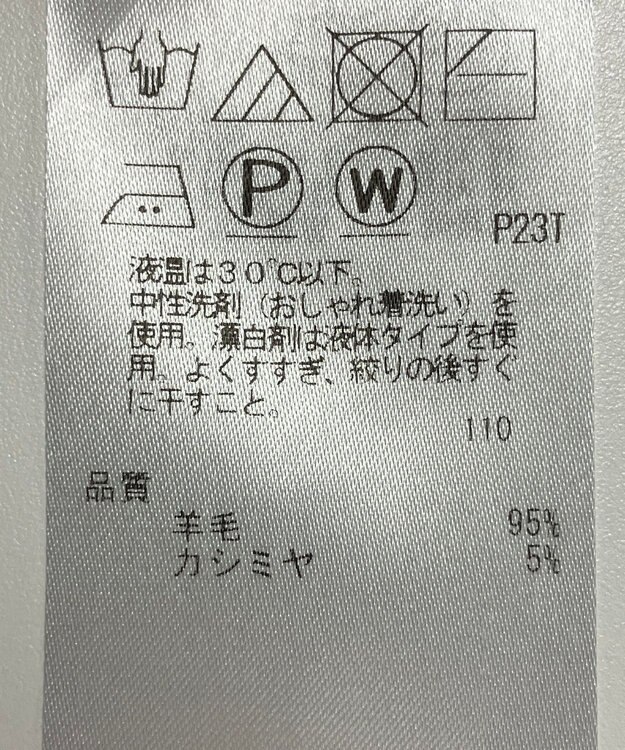 P W
P23T
液温は30℃以下。
中性洗剤(おしゃれ着洗い)を
使用。漂白剤は液体タイプを使
用。よくすすぎ、絞りの後すぐ
に干すこと。
110
品質
羊毛 95%
カシミヤ 5%